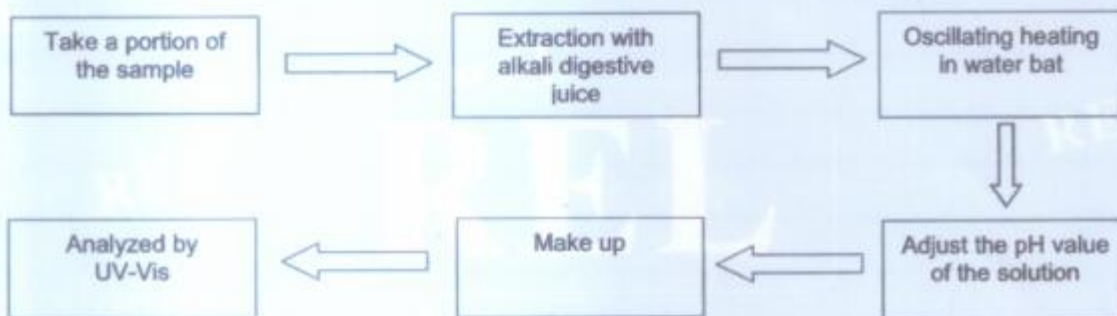 Take a portion of
the sample
Extraction with
alkali digestive
juice
Oscillating heating
in water bat
Adjust the pH value
of the solution
Make up
Analyzed by
UV-Vis
REL